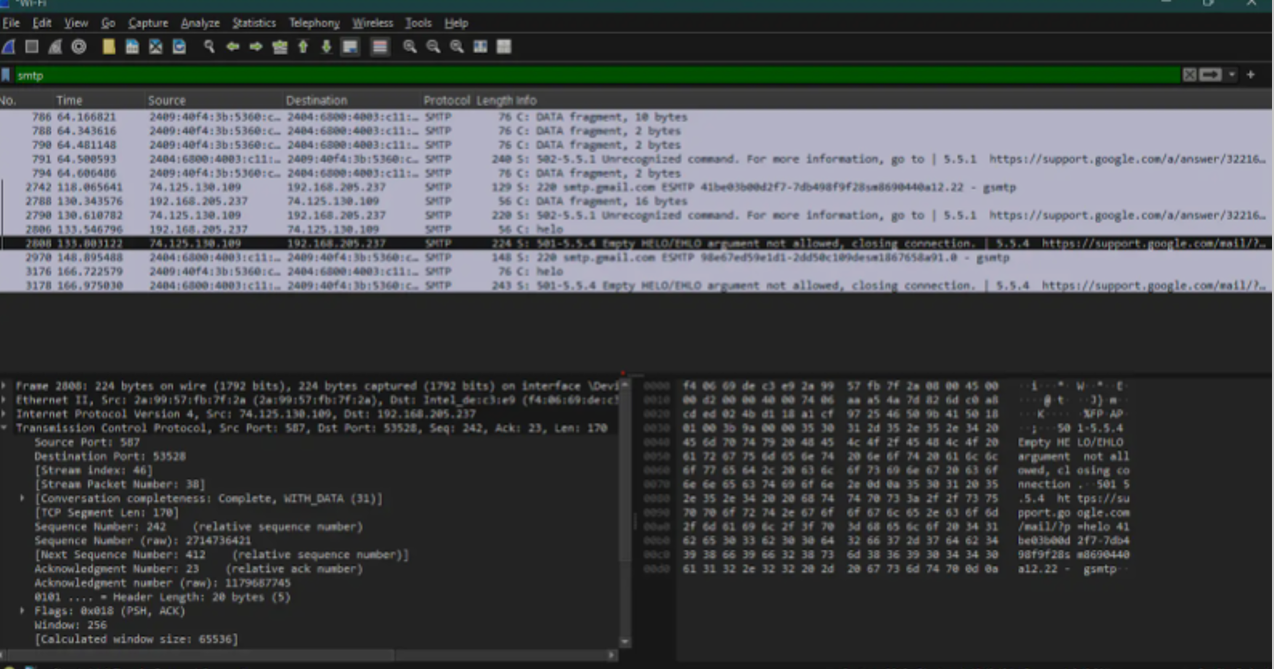 *Wi-Fi
File Edit View Go Capture Analyze Statistics Telephony Wireless Tools Help
smtp
No. Time Source Destination Protocol Length Info
786 64.166821 2409:40f4:3b:5360:c… 2404:6800:4003:c11:… SMTP 76 C: DATA fragment, 10 bytes
788 64.343616 2409:40f4:3b:5360:c… 2404:6800:4003:c11:… SMTP 76 C: DATA fragment, 2 bytes
790 64.481148 2409:40f4:3b:5360:c… 2404:6800:4003:c11:… SMTP 76 C: DATA fragment, 2 bytes
791 64.500593 2404:6800:4003:c11:… 2409:40f4:3b:5360:c… SMTP 240 S: 502-5.5.1 Unrecognized command. For more information, go to | 5.5.1 https://support.google.com/a/answer/32216…
794 64.606486 2409:40f4:3b:5360:c… 2404:6800:4003:c11:… SMTP 76 C: DATA fragment, 2 bytes
2742 118.065641 74.125.130.109 192.168.205.237 SMTP 129 S: 220 smtp.gmail.com ESMTP 41be03b00d2f7-7db498f9f28sm8690440a12.22 - gsmtp
2788 130.343576 192.168.205.237 74.125.130.109 SMTP 56 C: DATA fragment, 16 bytes
2790 130.610782 74.125.130.109 192.168.205.237 SMTP 220 S: 502-5.5.1 Unrecognized command. For more information, go to | 5.5.1 https://support.google.com/a/answer/32216…
2806 133.546796 192.168.205.237 74.125.130.109 SMTP 56 C: helo
2808 133.803122 74.125.130.109 192.168.205.237 SMTP 224 S: 501-5.5.4 Empty HELO/EHLO argument not allowed, closing connection. | 5.5.4 https://support.google.com/mail/?…
2970 148.895488 2404:6800:4003:c11:… 2409:40f4:3b:5360:c… SMTP 148 S: 220 smtp.gmail.com ESMTP 98e67ed59e1d1-2dd50c109desm1867658a91.0 - gsmtp
3176 166.722579 2409:40f4:3b:5360:c… 2404:6800:4003:c11:… SMTP 76 C: helo
3178 166.975030 2404:6800:4003:c11:… 2409:40f4:3b:5360:c… SMTP 243 S: 501-5.5.4 Empty HELO/EHLO argument not allowed, closing connection. | 5.5.4 https://support.google.com/mail/?…
Frame 2808: 224 bytes on wire (1792 bits), 224 bytes captured (1792 bits) on interface \Devi
Ethernet II, Src: 2a:99:57:fb:7f:2a (2a:99:57:fb:7f:2a), Dst: Intel_de:c3:e9 (f4:06:69:de:c3
Internet Protocol Version 4, Src: 74.125.130.109, Dst: 192.168.205.237
Transmission Control Protocol, Src Port: 587, Dst Port: 53528, Seq: 242, Ack: 23, Len: 170
Source Port: 587
Destination Port: 53528
[Stream index: 46]
[Stream Packet Number: 38]
[Conversation completeness: Complete, WITH_DATA (31)]
[TCP Segment Len: 170]
Sequence Number: 242 (relative sequence number)
Sequence Number (raw): 2714736421
[Next Sequence Number: 412 (relative sequence number)]
Acknowledgment Number: 23 (relative ack number)
Acknowledgment number (raw): 1179687745
0101 .... = Header Length: 20 bytes (5)
Flags: 0x018 (PSH, ACK)
Window: 256
[Calculated window size: 65536]
0000 f4 06 69 de c3 e9 2a 99 57 fb 7f 2a 08 00 45 00 ··i···*· W··*··E·
0010 00 d2 00 00 40 00 74 06 aa a5 4a 7d 82 6d c0 a8 ····@·t· ··J}·m··
0020 cd ed 02 4b d1 18 a1 cf 97 25 46 50 9b 41 50 18 ···K···· ·%FP·AP·
0030 01 00 3b 9a 00 00 35 30 31 2d 35 2e 35 2e 34 20 ··;···50 1-5.5.4
0040 45 6d 70 74 79 20 48 45 4c 4f 2f 45 48 4c 4f 20 Empty HE LO/EHLO
0050 61 72 67 75 6d 65 6e 74 20 6e 6f 74 20 61 6c 6c argument not all
0060 6f 77 65 64 2c 20 63 6c 6f 73 69 6e 67 20 63 6f owed, cl osing co
0070 6e 6e 65 63 74 69 6f 6e 2e 0d 0a 35 30 31 20 35 nnection .··501 5
0080 2e 35 2e 34 20 20 68 74 74 70 73 3a 2f 2f 73 75 .5.4 ht tps://su
0090 70 70 6f 72 74 2e 67 6f 6f 67 6c 65 2e 63 6f 6d pport.go ogle.com
00a0 2f 6d 61 69 6c 2f 3f 70 3d 68 65 6c 6f 20 34 31 /mail/?p =helo 41
00b0 62 65 30 33 62 30 30 64 32 66 37 2d 37 64 62 34 be03b00d 2f7-7db4
00c0 39 38 66 39 66 32 38 73 6d 38 36 39 30 34 34 30 98f9f28s m8690440
00d0 61 31 32 2e 32 32 20 2d 20 67 73 6d 74 70 0d 0a a12.22 - gsmtp··